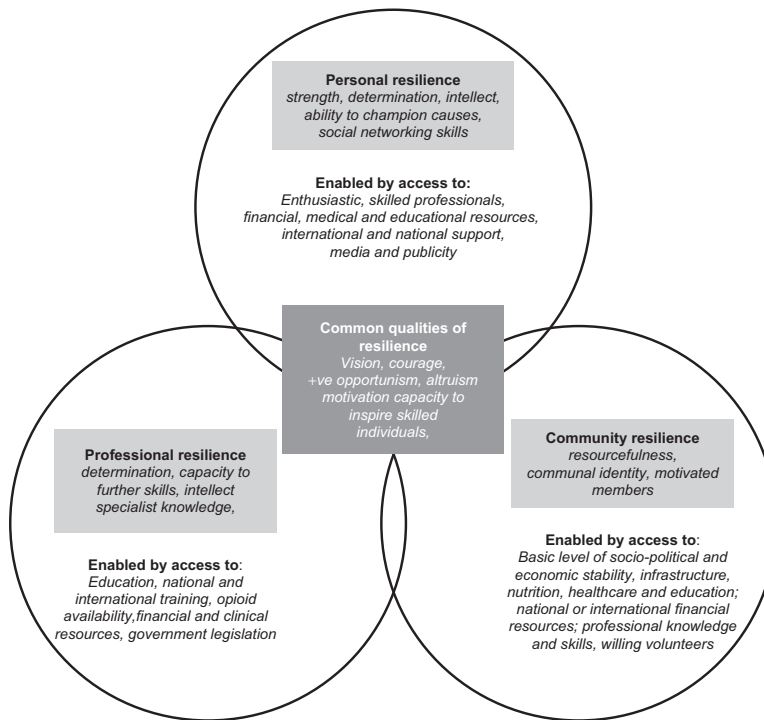 Personal resilience
strength, determination, intellect,
ability to champion causes,
social networking skills
Enabled by access to:
Enthusiastic, skilled professionals,
financial, medical and educational resources,
international and national support,
media and publicity
Common qualities of
resilience
Vision, courage,
+ve opportunism, altruism
motivation capacity to
inspire skilled
individuals,
Professional resilience
determination, capacity to
further skills, intellect
specialist knowledge,
Enabled by access to:
Education, national and
international training, opioid
availability,financial and clinical
resources, government legislation
Community resilience
resourcefulness,
communal identity, motivated
members
Enabled by access to:
Basic level of socio-political and
economic stability, infrastructure,
nutrition, healthcare and education;
national or international financial
resources; professional knowledge
and skills, willing volunteers